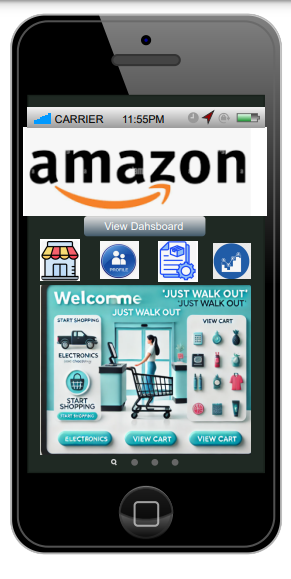 CARRIER 11:55PM
amazon
View Dahsboard
PROFILE
Welcorme
"JUST WALK OUT"
"JUST WALK OUT"
JUST WALK OUT
START SHOPPING
VIEW CART
ELECTRONICS
START
SHOPPING
START SHOPPING
ELECTRONICS
VIEW CART
VIEW CART